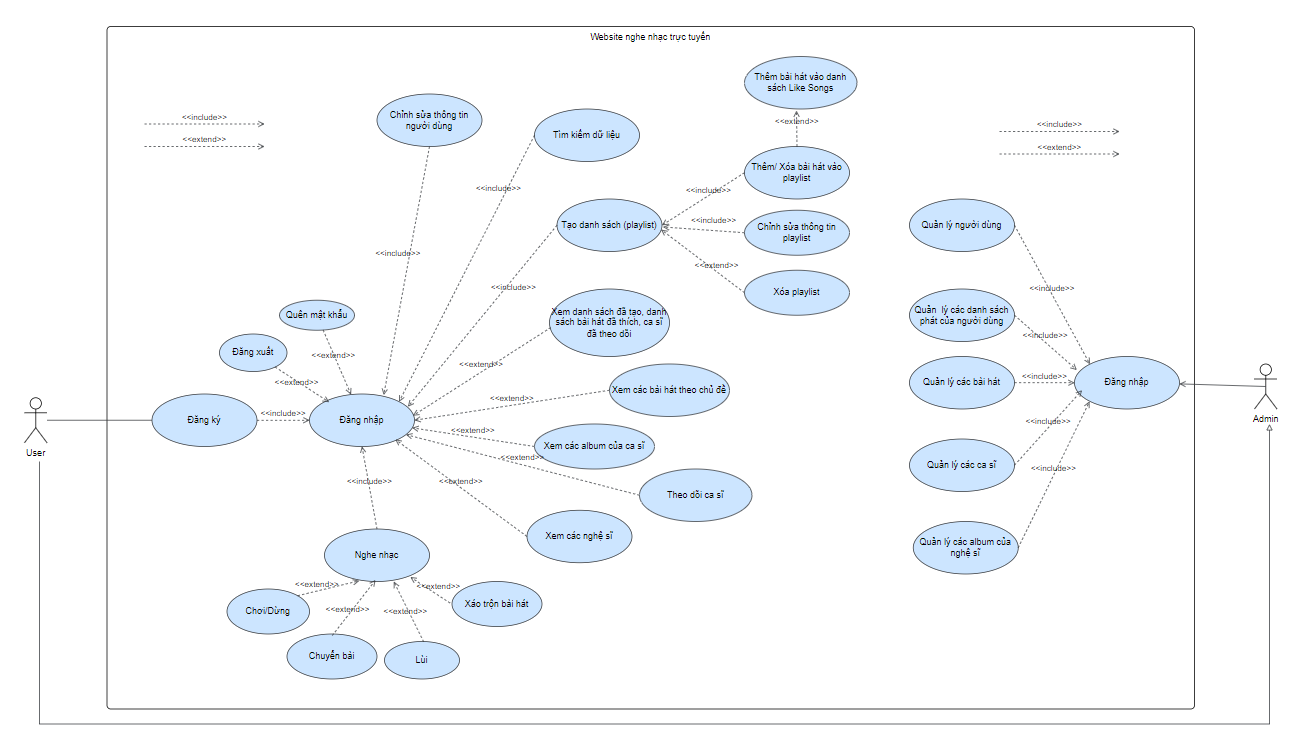 Website nghe nhạc trực tuyến
Thêm bài hát vào danh
sách Like Songs
<<include>>
<<extend>>
Chỉnh sửa thông tin
người dùng
Tìm kiếm dữ liệu
<<extend>>
<<include>>
<<extend>>
Thêm/ Xóa bài hát vào
playlist
<<include>>
<<include>>
Tạo danh sách (playlist)
<<include>>
Chỉnh sửa thông tin
playlist
Quản lý người dùng
<<include>>
<<extend>>
Xóa playlist
<<include>>
<<include>>
Quên mật khẩu
Xem danh sách đã tạo, danh
sách bài hát đã thích, ca sĩ
đã theo dõi
Quản  lý các danh sách
phát của người dùng
<<include>>
Đăng xuất
<<extend>>
<<extend>>
<<extend>>
Xem các bài hát theo chủ đề
<<extend>>
Quản lý các bài hát
<<include>>
Đăng nhập
Admin
User
Đăng ký
<<include>>
Đăng nhập
<<extend>>
Xem các album của ca sĩ
<<include>>
<<extend>>
Quản lý các ca sĩ
<<include>>
<<include>>
<<extend>>
Theo dõi ca sĩ
Xem các nghệ sĩ
Quản lý các album của
nghệ sĩ
Nghe nhạc
<<extend>>
<<extend>>
<<extend>>
<<extend>>
Chơi/Dừng
Xáo trộn bài hát
Chuyển bài
Lùi